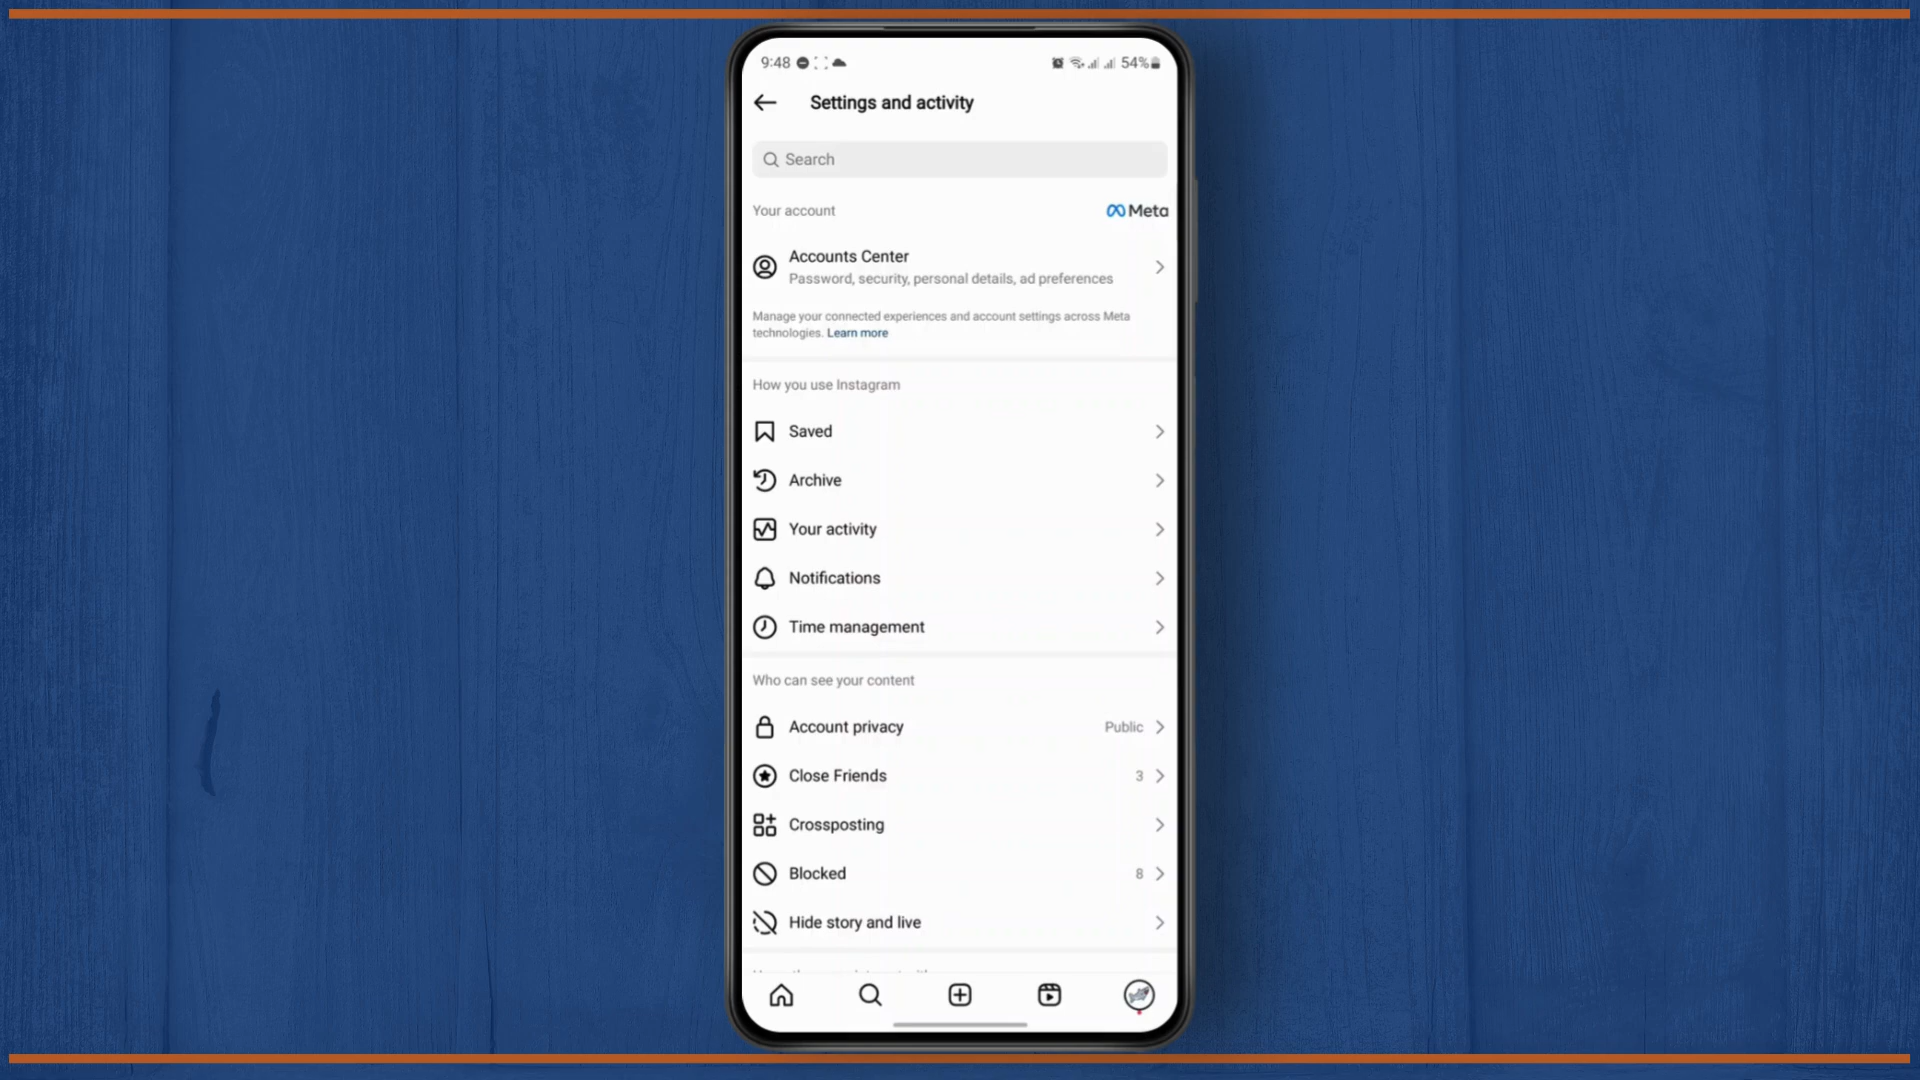 9:48
54%
Settings and activity
Search
Your account
Meta
Accounts Center
Password, security, personal details, ad preferences
Manage your connected experiences and account settings across Meta
technologies. Learn more
How you use Instagram
Saved
Archive
Your activity
Notifications
Time management
Who can see your content
Account privacy Public
Close Friends 3
Crossposting
Blocked 8
Hide story and live